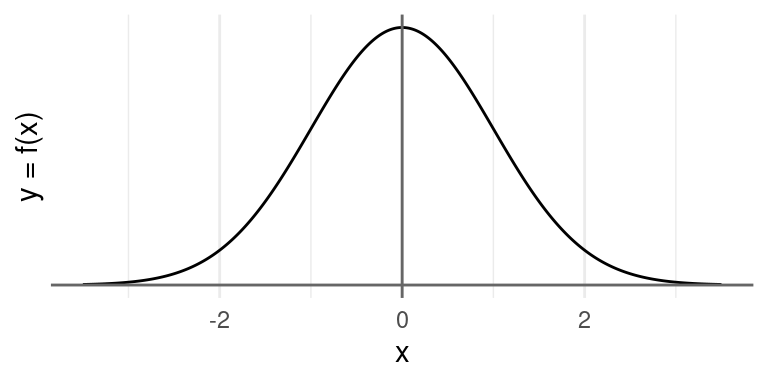 y = f(x)
-2 0 2
x